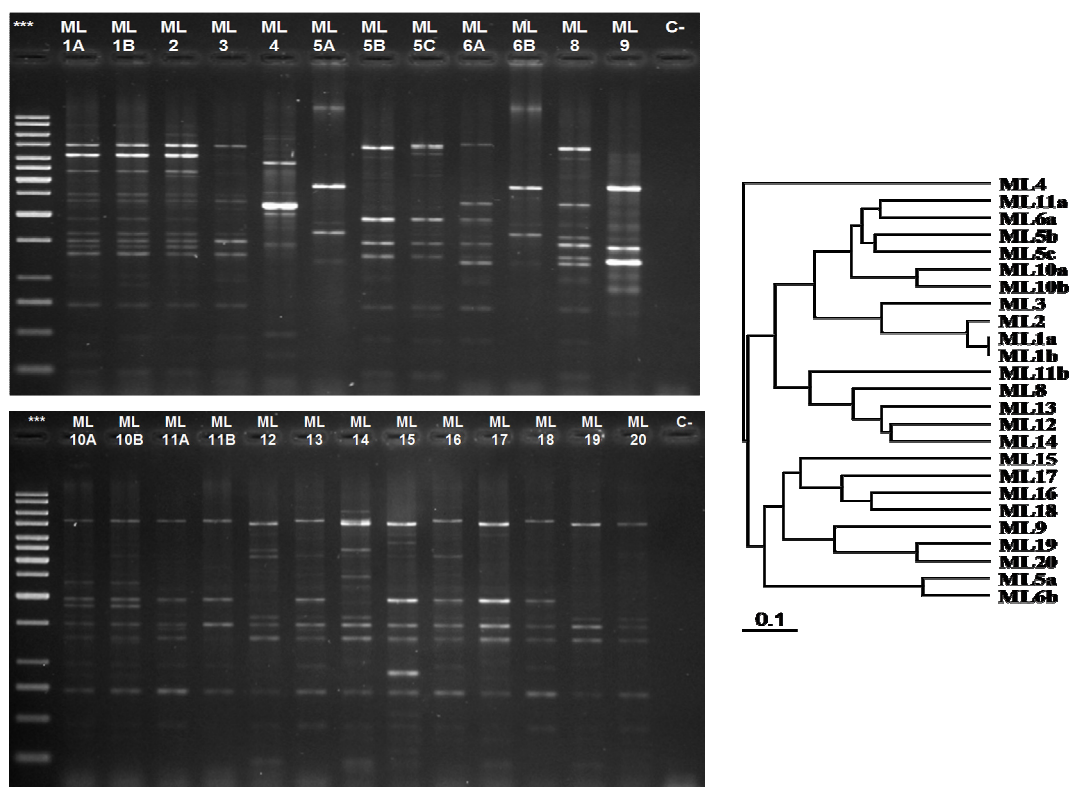 *** ML ML ML ML ML ML ML ML ML ML ML ML C-
1A 1B 2 3 4 5A 5B 5C 6A 6B 8 9
*** ML ML ML ML ML ML ML ML ML ML ML ML ML C-
10A 10B 11A 11B 12 13 14 15 16 17 18 19 20
ML4
ML11a
ML6a
ML5b
ML5c
ML10a
ML10b
ML3
ML2
ML1a
ML1b
ML11b
ML8
ML13
ML12
ML14
ML15
ML17
ML16
ML18
ML9
ML19
ML20
ML5a
ML6b
0.1